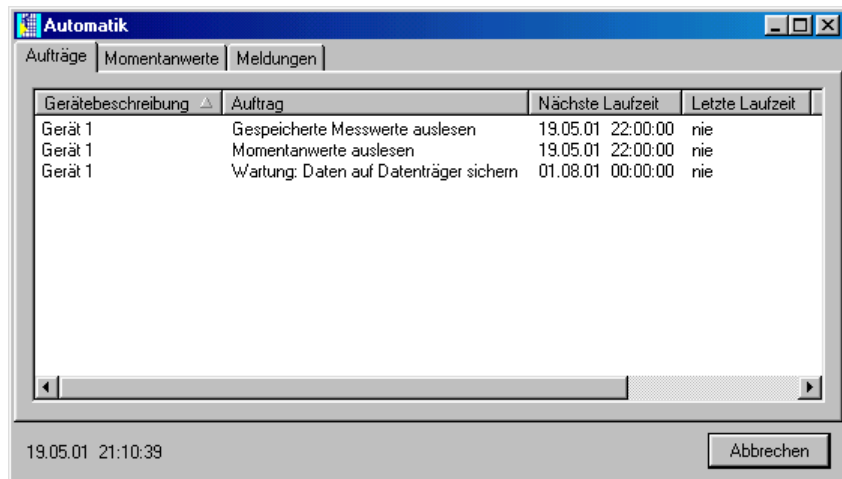 Automatik
Aufträge Momentanwerte Meldungen
Gerätebeschreibung Auftrag Nächste Laufzeit Letzte Laufzeit
Gerät 1 Gespeicherte Messwerte auslesen 19.05.01 22:00:00 nie
Gerät 1 Momentanwerte auslesen 19.05.01 22:00:00 nie
Gerät 1 Wartung: Daten auf Datenträger sichern 01.08.01 00:00:00 nie
19.05.01 21:10:39 Abbrechen